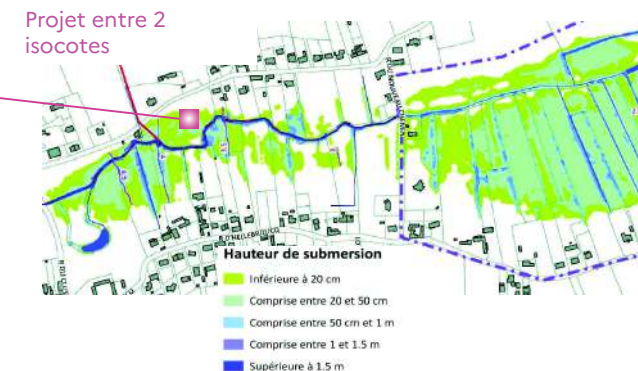 Projet entre 2
isocotes
Hauteur de submersion
Inférieure à 20 cm
Comprise entre 20 et 50 cm
Comprise entre 50 cm et 1 m
Comprise entre 1 et 1.5 m
Supérieure à 1.5 m